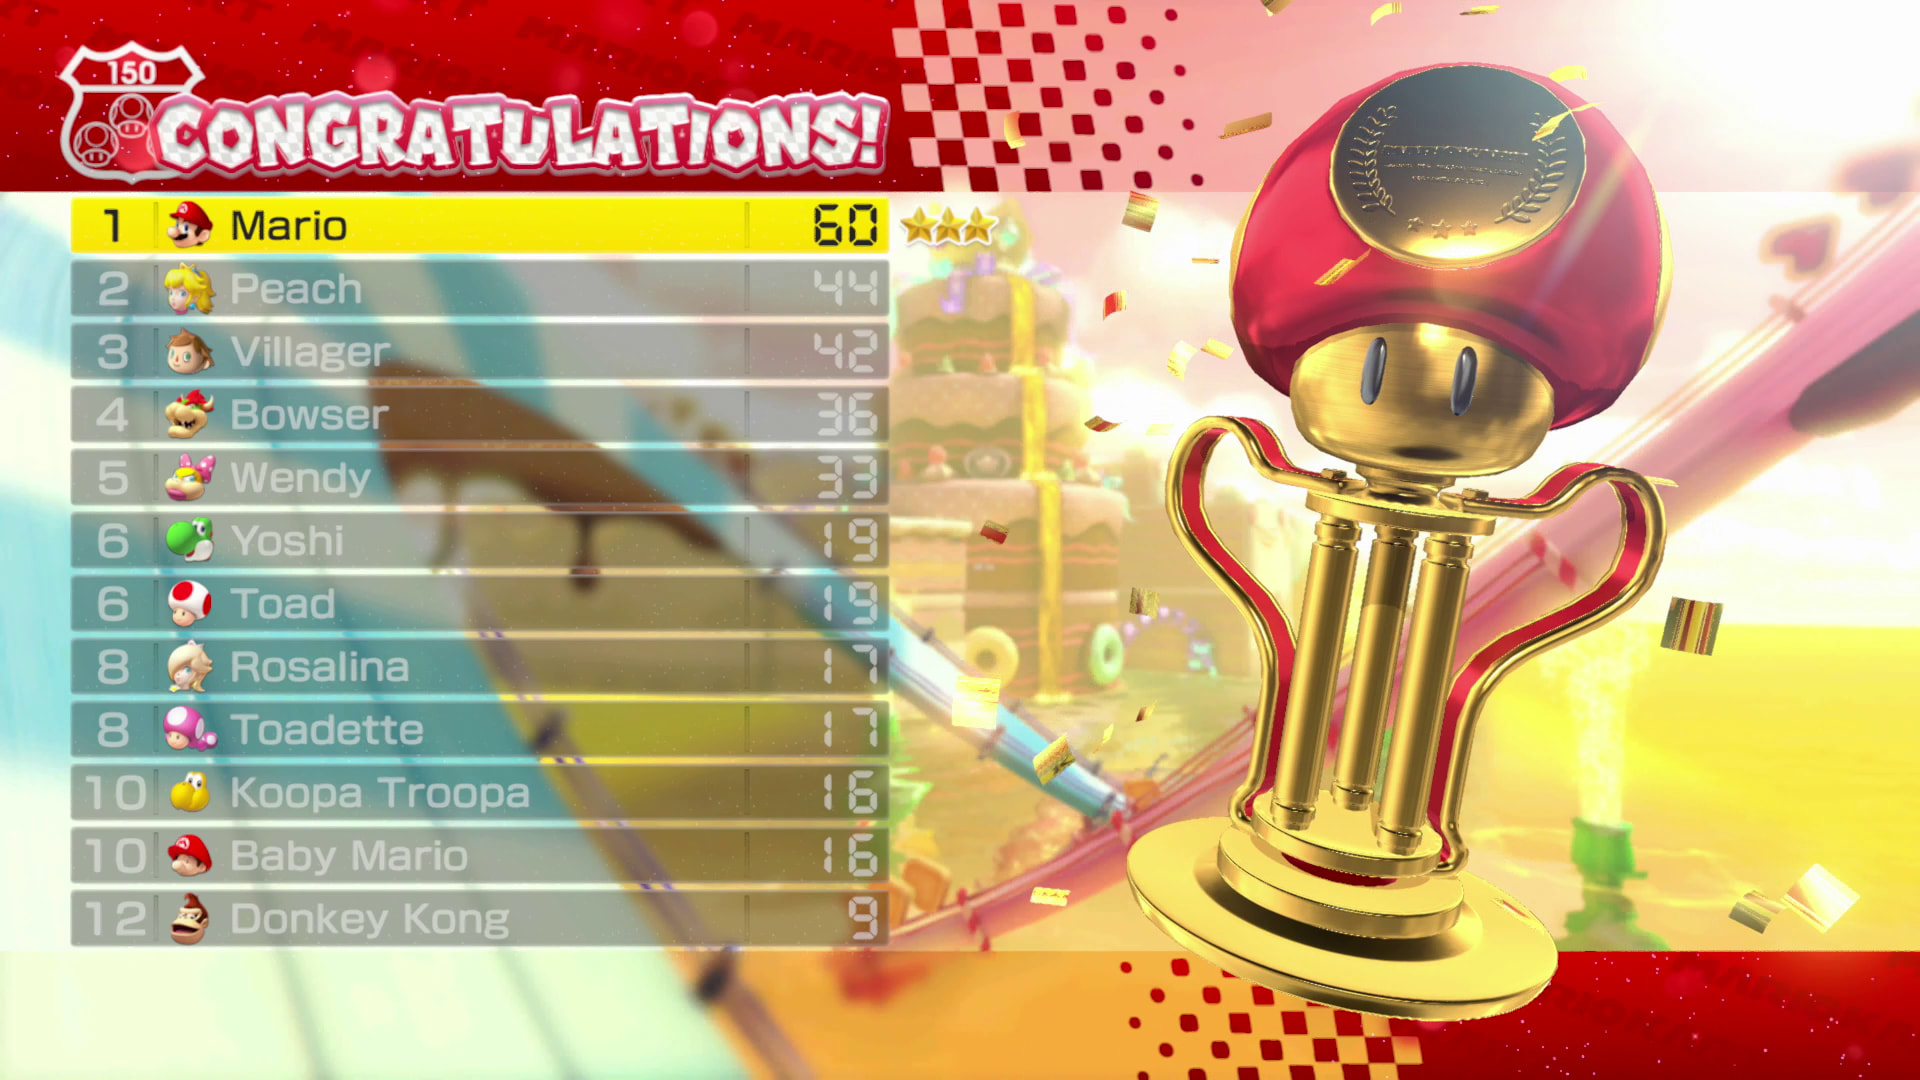 150
CONGRATULATIONS!
1 Mario 60
2 Peach 44
3 Villager 42
4 Bowser 36
5 Wendy 33
6 Yoshi 19
6 Toad 19
8 Rosalina 17
8 Toadette 17
10 Koopa Troopa 16
10 Baby Mario 16
12 Donkey Kong 9